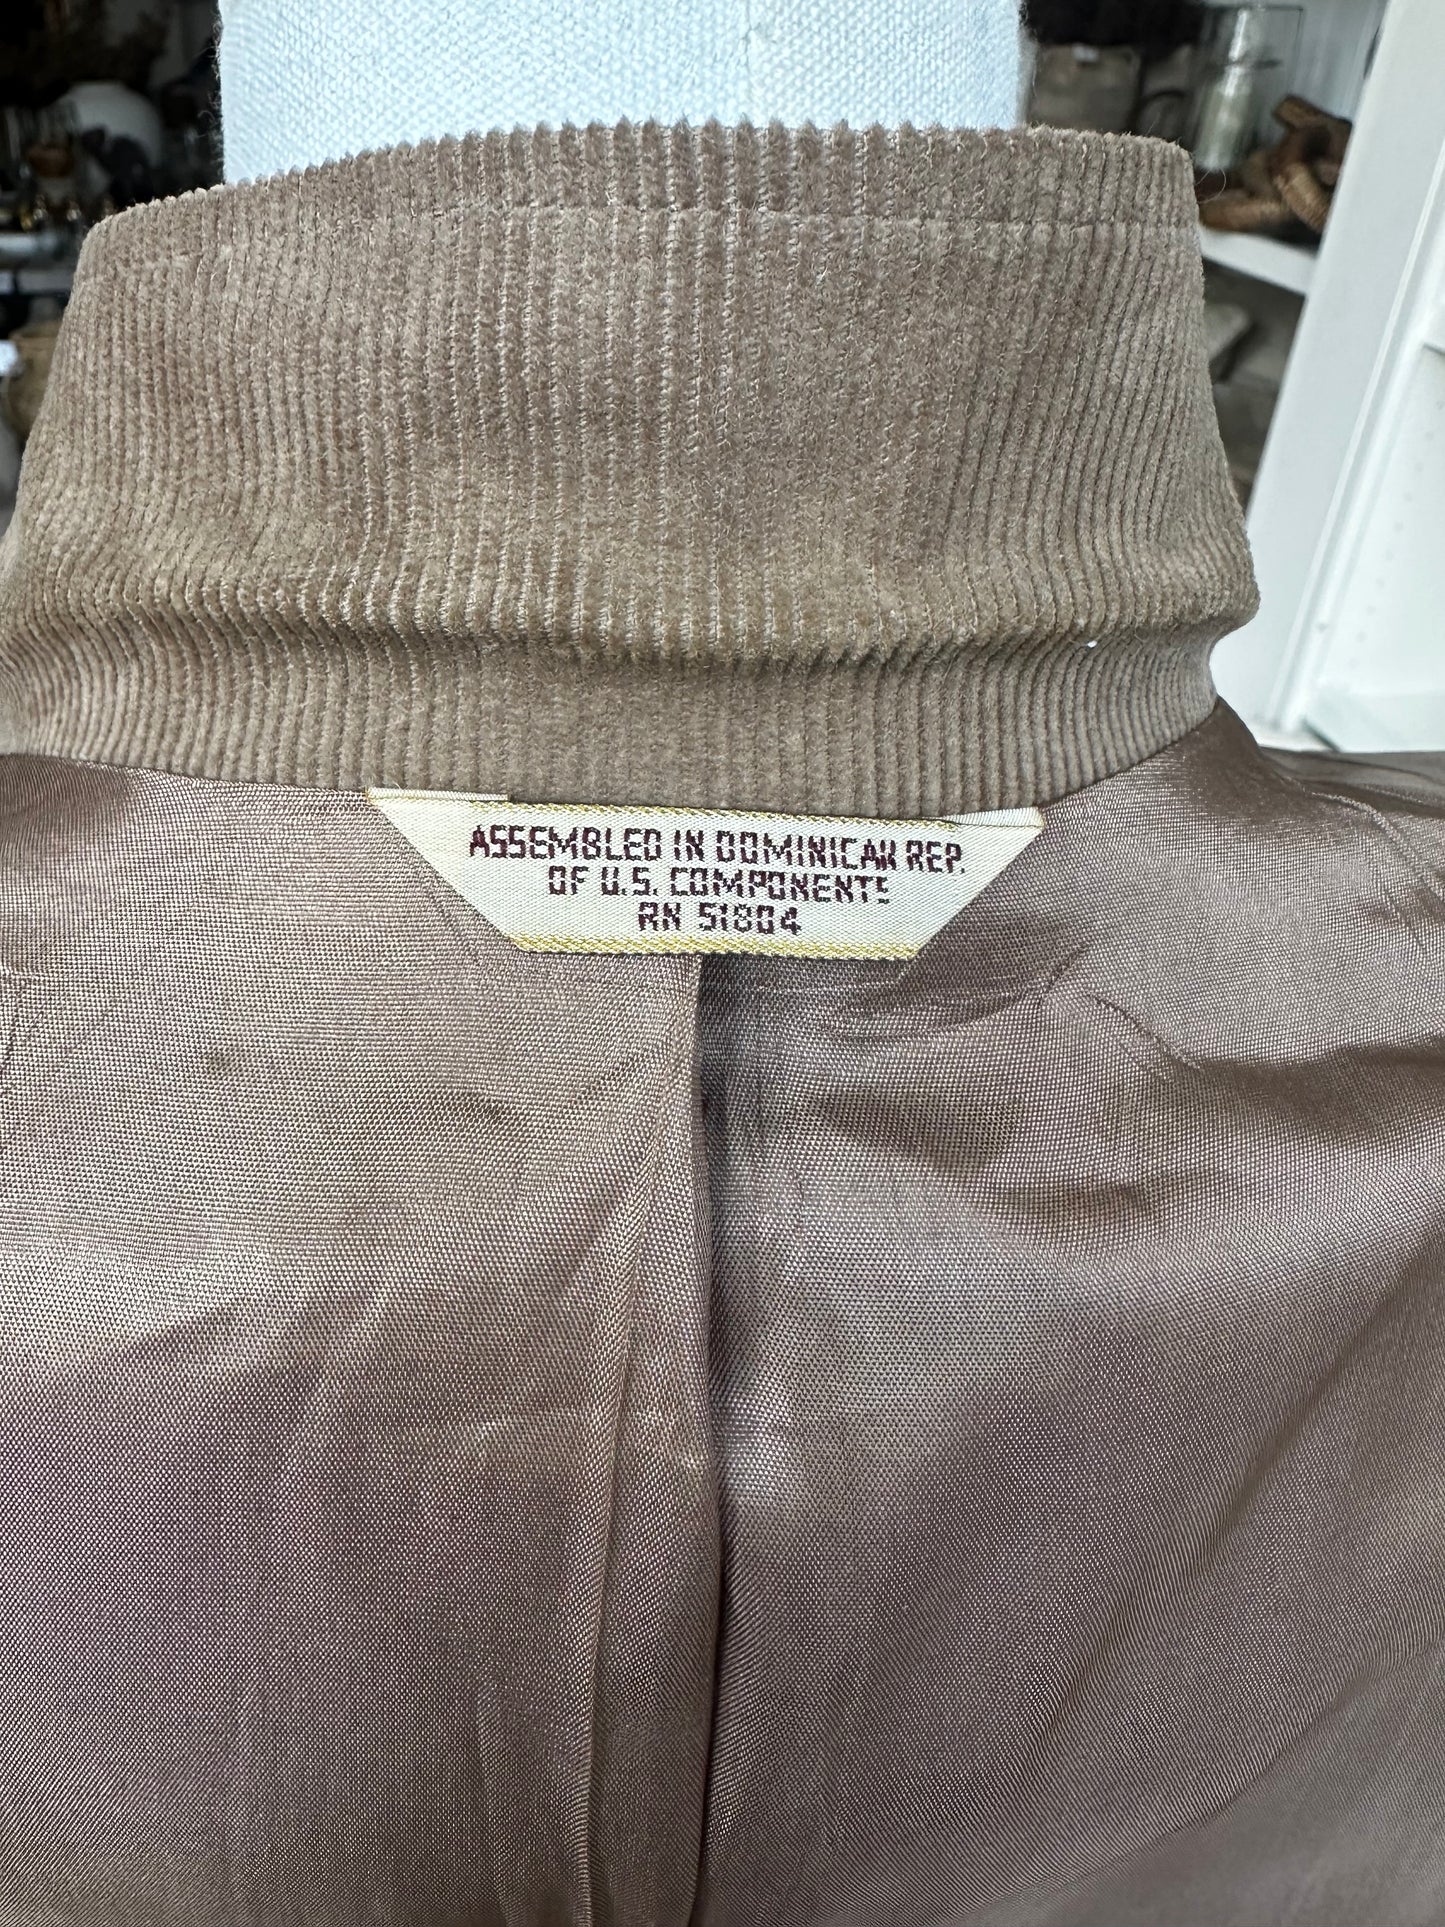 ASSEMBLED IN DOMINICAN REP.
OF U.S. COMPONENTS
RN 51804